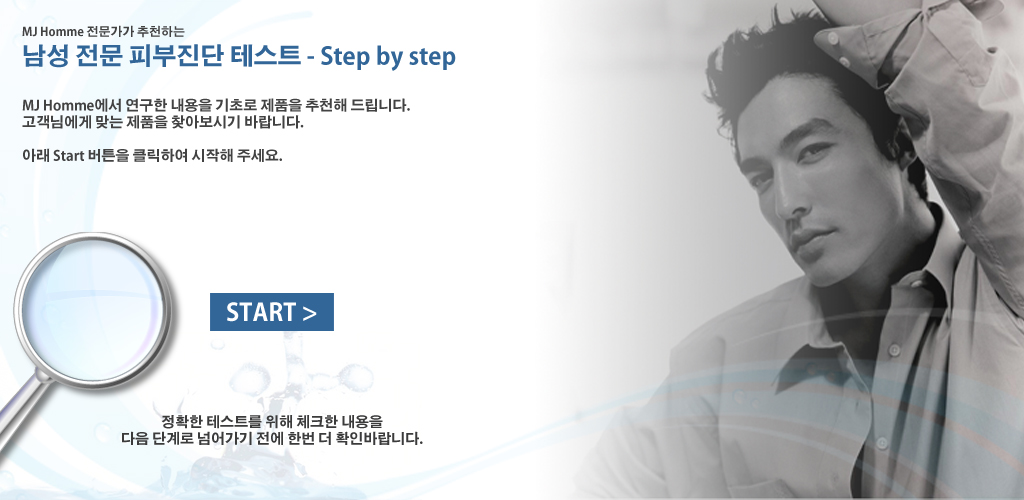 MJ Homme 전문가가 추천하는
남성 전문 피부진단 테스트 - Step by step
MJ Homme에서 연구한 내용을 기초로 제품을 추천해 드립니다.
고객님에게 맞는 제품을 찾아보시기 바랍니다.
아래 Start 버튼을 클릭하여 시작해 주세요.
START >
정확한 테스트를 위해 체크한 내용을
다음 단계로 넘어가기 전에 한번 더 확인바랍니다.